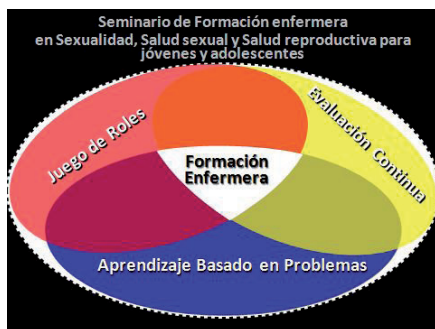 Seminario de Formación enfermera
en Sexualidad, Salud sexual y Salud reproductiva para
jóvenes y adolescentes
Juego de Roles
Evaluación Continua
Formación
Enfermera
Aprendizaje Basado en Problemas